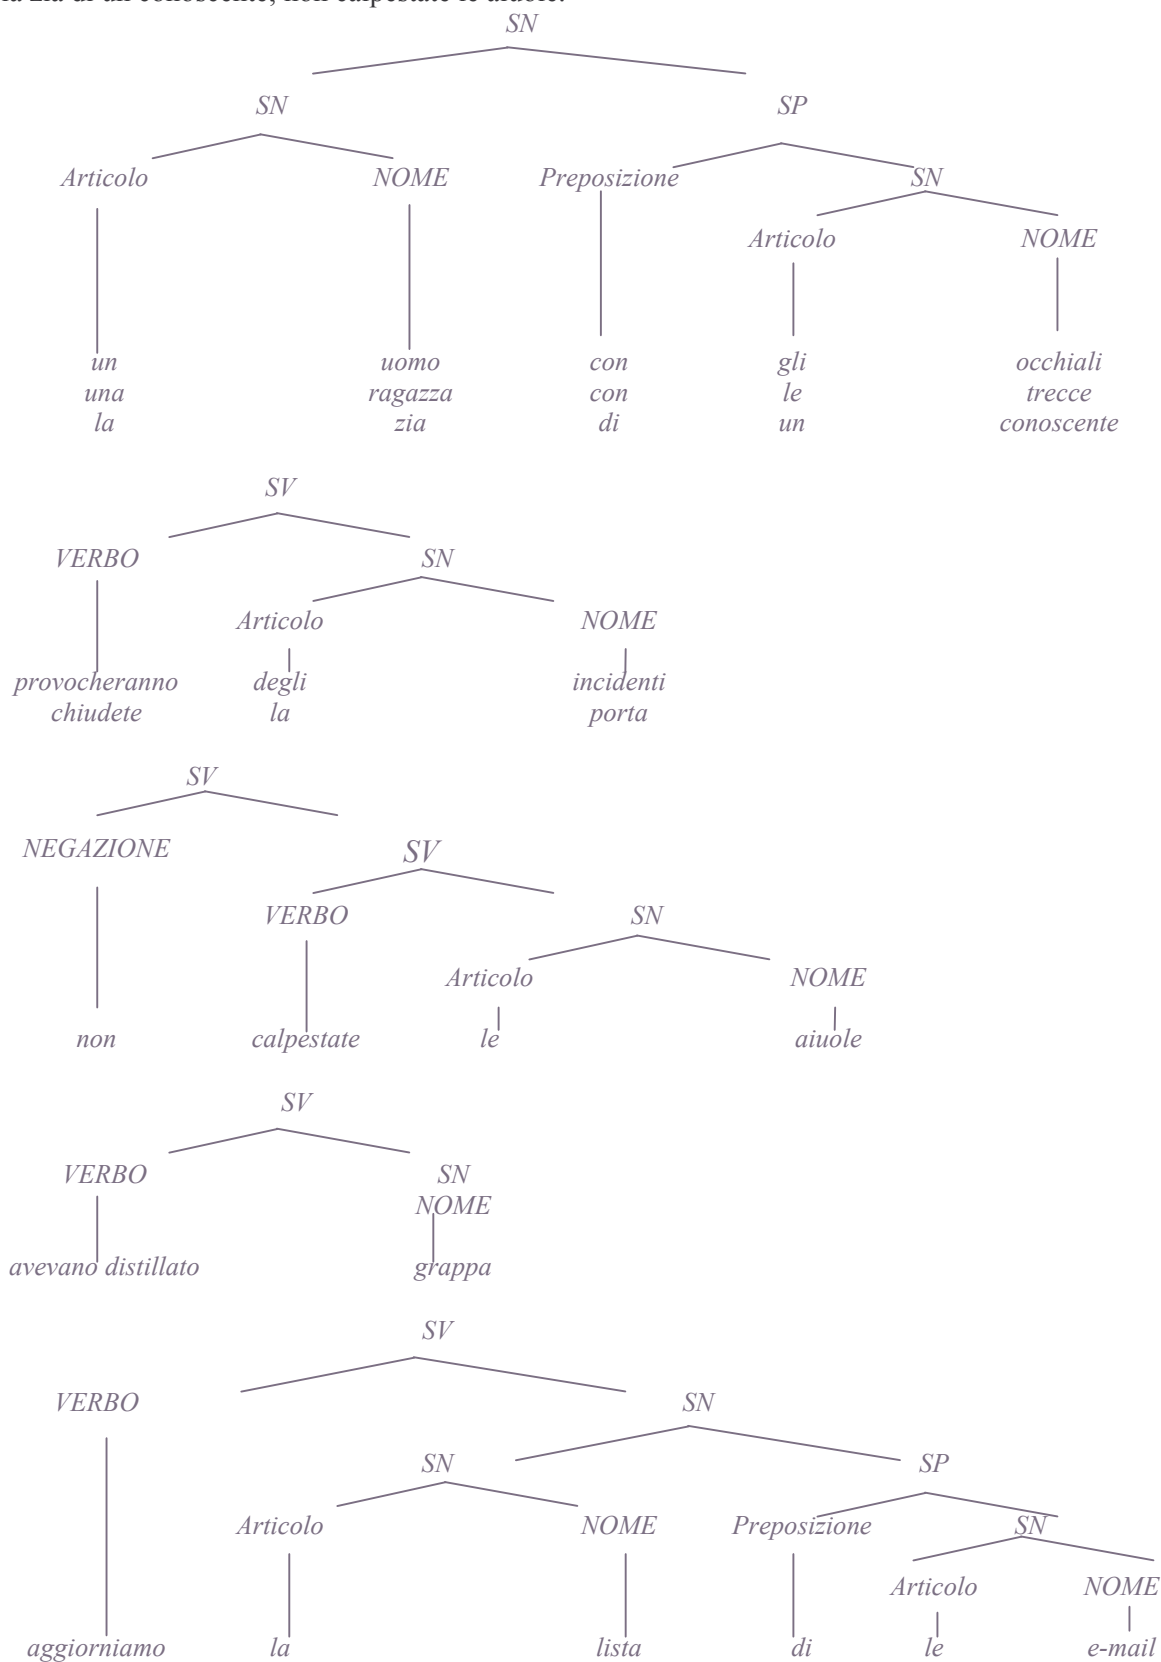 la zia di un conoscente, non calpestate le aiuole.
SN
SN SP
Articolo NOME Preposizione SN
Articolo NOME
un uomo con gli occhiali
una ragazza con le trecce
la zia di un conoscente
SV
VERBO SN
Articolo NOME
provocheranno degli incidenti
chiudete la porta
SV
NEGAZIONE SV
VERBO SN
Articolo NOME
non calpestate le aiuole
SV
VERBO SN
NOME
avevano distillato grappa
SV
VERBO SN
SN SP
Articolo NOME Preposizione SN
Articolo NOME
aggiorniamo la lista di le e-mail